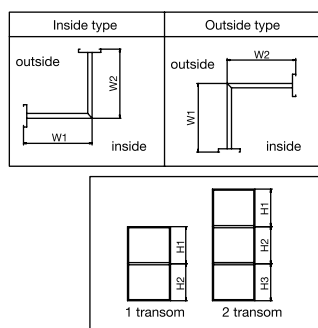 Inside type
Outside type
outside
W2
W1
inside
outside
W2
W1
inside
H1
H2
1 transom
H1
H2
H3
2 transom